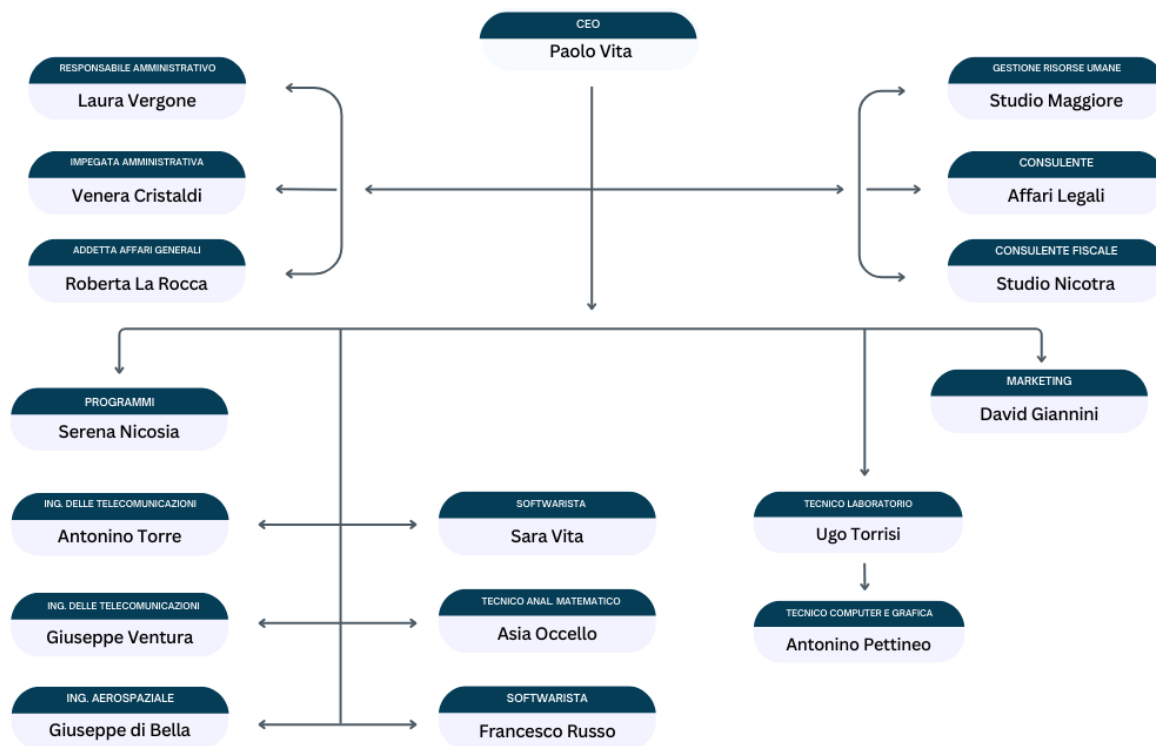 CEO
Paolo Vita
RESPONSABILE AMMINISTRATIVO
Laura Vergone
IMPEGATA AMMINISTRATIVA
Venera Cristaldi
ADDETTA AFFARI GENERALI
Roberta La Rocca
GESTIONE RISORSE UMANE
Studio Maggiore
CONSULENTE
Affari Legali
CONSULENTE FISCALE
Studio Nicotra
PROGRAMMI
Serena Nicosia
MARKETING
David Giannini
ING. DELLE TELECOMUNICAZIONI
Antonino Torre
ING. DELLE TELECOMUNICAZIONI
Giuseppe Ventura
ING. AEROSPAZIALE
Giuseppe di Bella
SOFTWARISTA
Sara Vita
TECNICO ANAL. MATEMATICO
Asia Occello
SOFTWARISTA
Francesco Russo
TECNICO LABORATORIO
Ugo Torrisi
TECNICO COMPUTER E GRAFICA
Antonino Pettineo